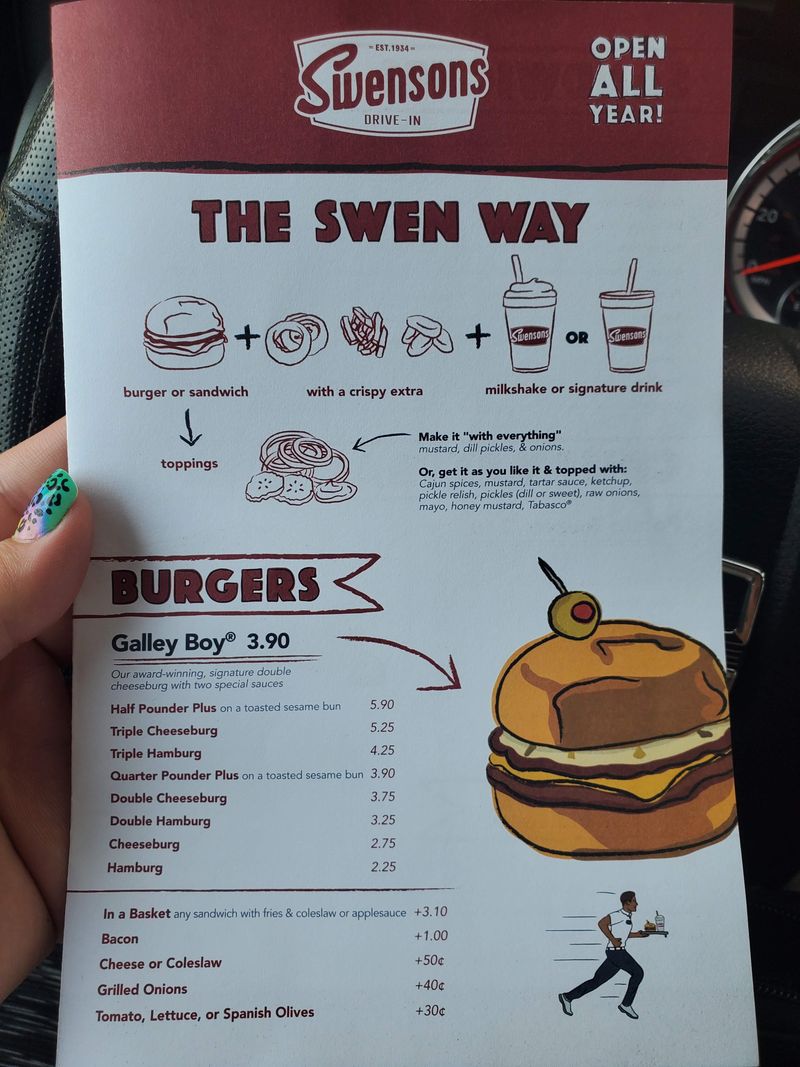 - EST. 1934 -
Swensons
DRIVE-IN
OPEN
ALL
YEAR!
THE SWEN WAY
Swensons
OR
Swensons
burger or sandwich
with a crispy extra
milkshake or signature drink
toppings
Make it "with everything"
mustard, dill pickles, & onions.
Or, get it as you like it & topped with:
Cajun spices, mustard, tartar sauce, ketchup,
pickle relish, pickles (dill or sweet), raw onions,
mayo, honey mustard, Tabasco®
BURGERS
Galley Boy® 3.90
Our award-winning, signature double
cheeseburg with two special sauces
Half Pounder Plus on a toasted sesame bun 5.90
Triple Cheeseburg 5.25
Triple Hamburg 4.25
Quarter Pounder Plus on a toasted sesame bun 3.90
Double Cheeseburg 3.75
Double Hamburg 3.25
Cheeseburg 2.75
Hamburg 2.25
In a Basket any sandwich with fries & coleslaw or applesauce +3.10
Bacon +1.00
Cheese or Coleslaw +50¢
Grilled Onions +40¢
Tomato, Lettuce, or Spanish Olives +30¢
20